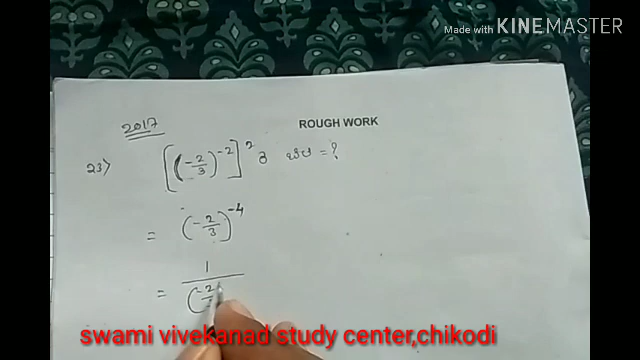 Made with KINEMASTER
2017
ROUGH WORK
23) [(-2/3)^-2]^2 ರ ಬೆಲೆ = ?
= (-2/3)^-4
= 1/(-2/
swami vivekanad study center,chikodi